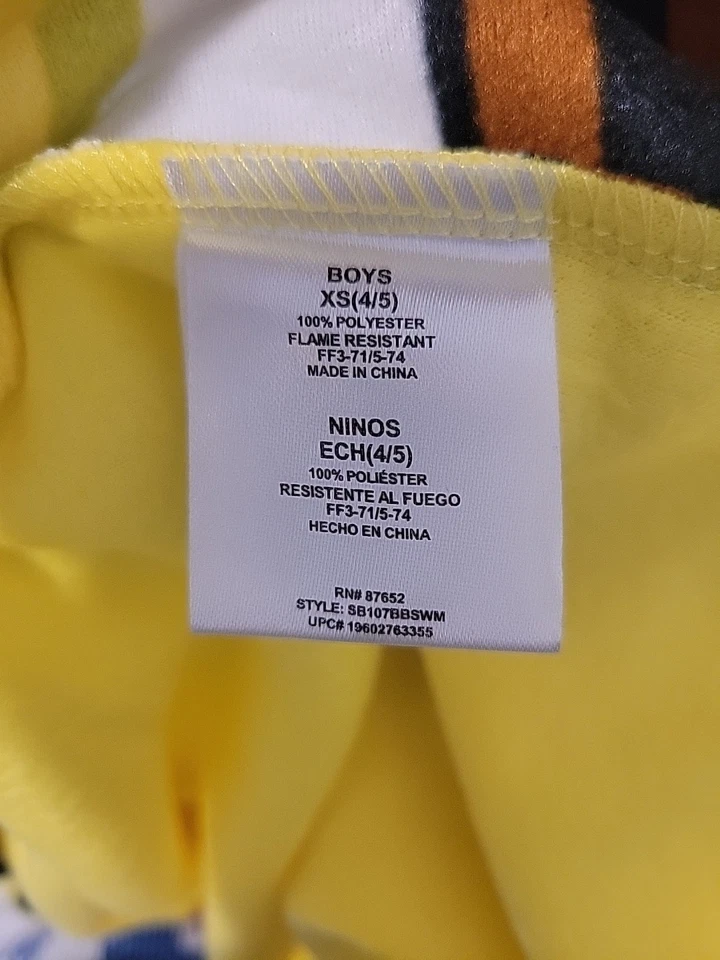 BOYS
XS(4/5)
100% POLYESTER
FLAME RESISTANT
FF3-71/5-74
MADE IN CHINA
NINOS
ECH(4/5)
100% POLIÉSTER
RESISTENTE AL FUEGO
FF3-71/5-74
HECHO EN CHINA
RN# 87652
STYLE: SB107BBSWM
UPC# 19602763355